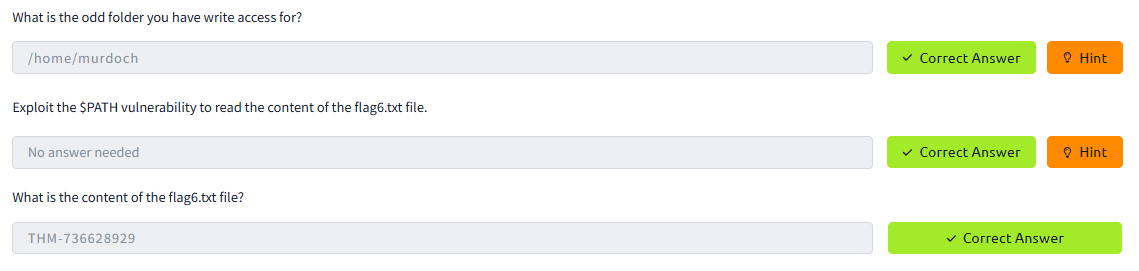 What is the odd folder you have write access for?
/home/murdoch
Correct Answer
Hint
Exploit the $PATH vulnerability to read the content of the flag6.txt file.
No answer needed
Correct Answer
Hint
What is the content of the flag6.txt file?
THM-736628929
Correct Answer